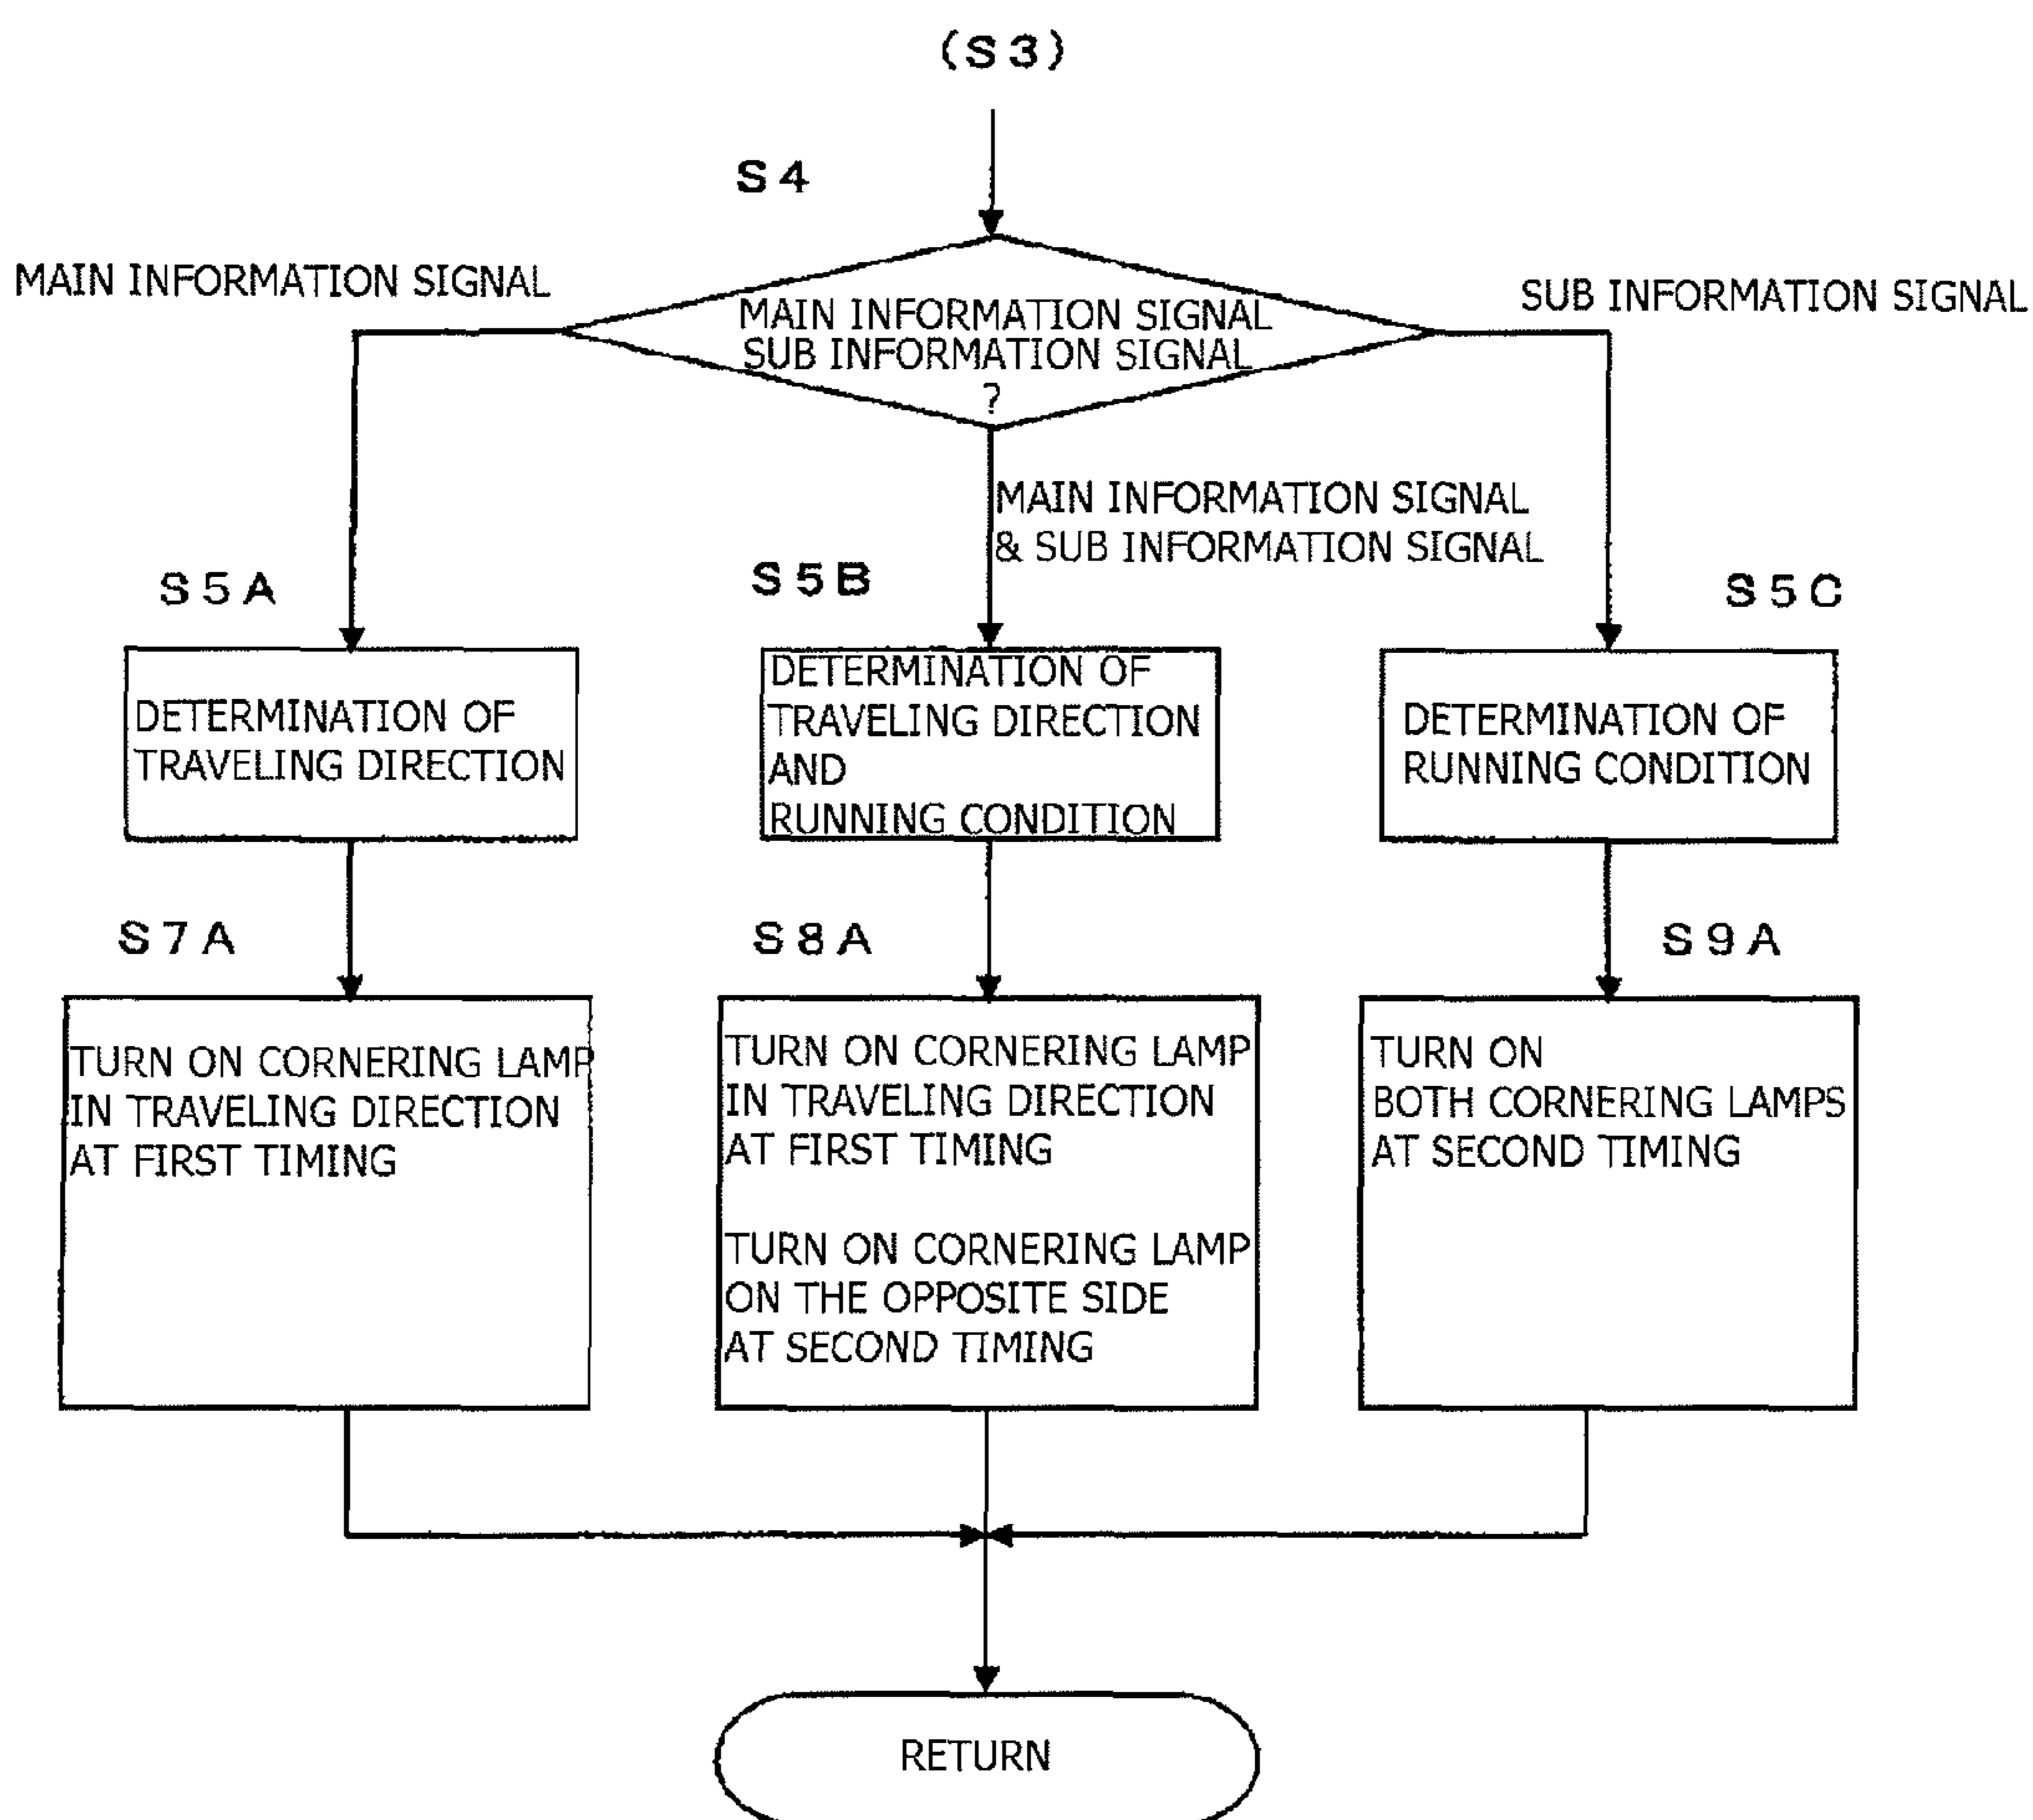 (S3)
S4
MAIN INFORMATION SIGNAL
SUB INFORMATION SIGNAL
MAIN INFORMATION SIGNAL
SUB INFORMATION SIGNAL
?
MAIN INFORMATION SIGNAL
& SUB INFORMATION SIGNAL
S5A
DETERMINATION OF
TRAVELING DIRECTION
S5B
DETERMINATION OF
TRAVELING DIRECTION
AND
RUNNING CONDITION
S5C
DETERMINATION OF
RUNNING CONDITION
S7A
TURN ON CORNERING LAMP
IN TRAVELING DIRECTION
AT FIRST TIMING
S8A
TURN ON CORNERING LAMP
IN TRAVELING DIRECTION
AT FIRST TIMING
TURN ON CORNERING LAMP
ON THE OPPOSITE SIDE
AT SECOND TIMING
S9A
TURN ON
BOTH CORNERING LAMPS
AT SECOND TIMING
RETURN